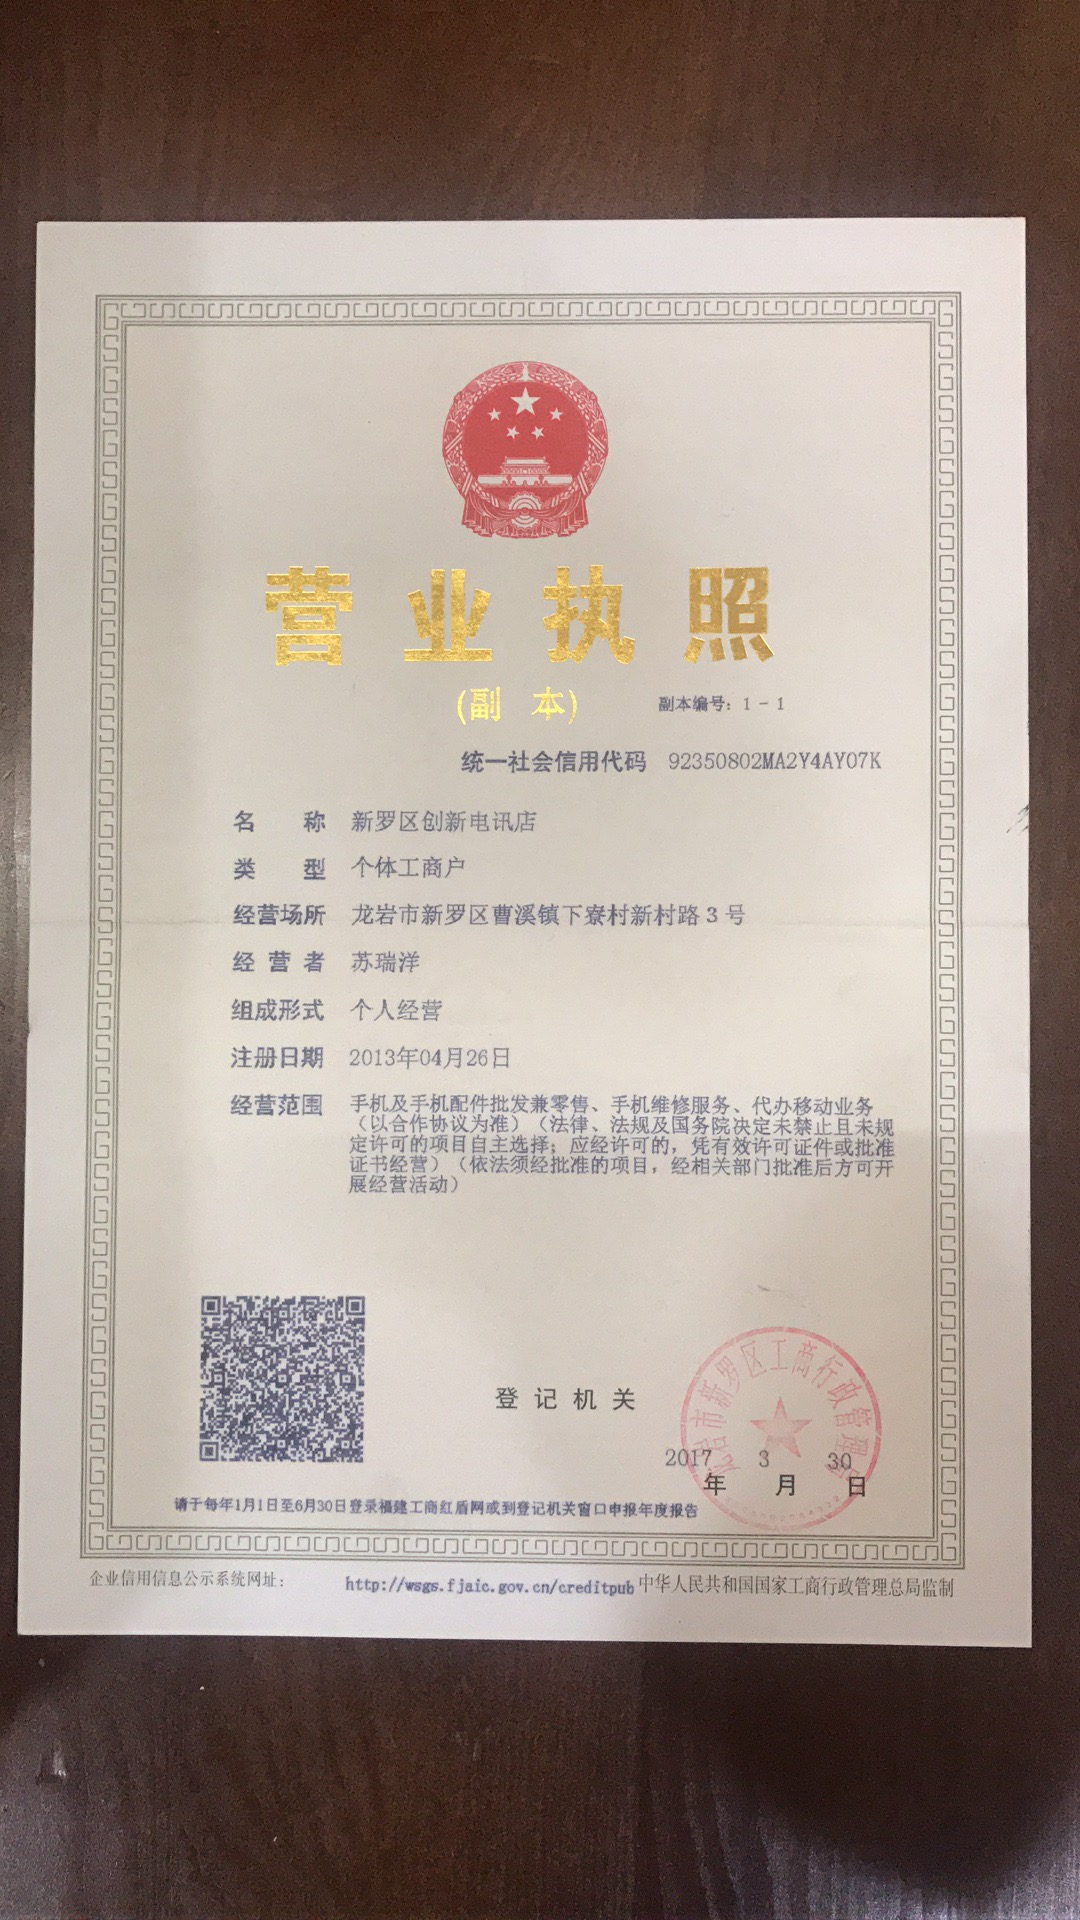 营业执照
(副 本) 副本编号：1－1
统一社会信用代码 92350802MA2Y4AY07K
名 称 新罗区创新电讯店
类 型 个体工商户
经营场所 龙岩市新罗区曹溪镇下寮村新村路3号
经营者 苏瑞洋
组成形式 个人经营
注册日期 2013年04月26日
经营范围 手机及手机配件批发兼零售、手机维修服务、代办移动业务
（以合作协议为准）（法律、法规及国务院决定未禁止且未规
定许可的项目自主选择；应经许可的，凭有效许可证件或批准
证书经营）（依法须经批准的项目，经相关部门批准后方可开
展经营活动）
龙岩市新罗区工商行政管理局
登记机关
2017 3 30
年 月 日
请于每年1月1日至6月30日登录福建工商红盾网或到登记机关窗口申报年度报告
企业信用信息公示系统网址： http://wsgs.fjaic.gov.cn/creditpub 中华人民共和国国家工商行政管理总局监制